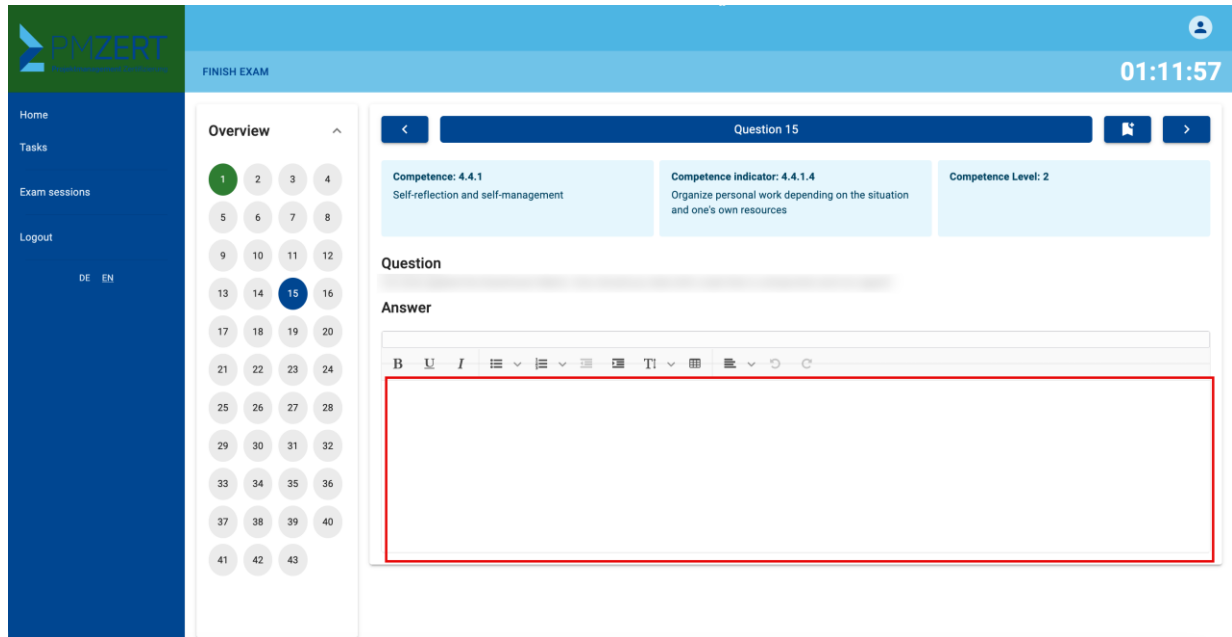 PMZERT
FINISH EXAM
01:11:57
Home
Tasks
Exam sessions
Logout
DE EN
Overview
1 2 3 4
5 6 7 8
9 10 11 12
13 14 15 16
17 18 19 20
21 22 23 24
25 26 27 28
29 30 31 32
33 34 35 36
37 38 39 40
41 42 43
Question 15
Competence: 4.4.1
Self-reflection and self-management
Competence indicator: 4.4.1.4
Organize personal work depending on the situation
and one's own resources
Competence Level: 2
Question
Answer
B U I